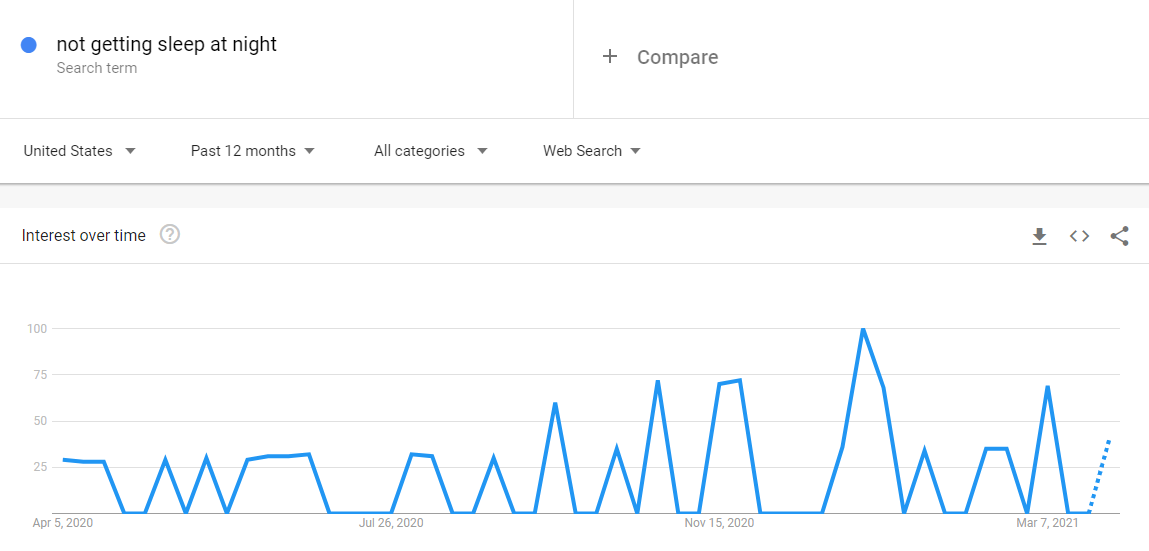 not getting sleep at night
Search term
+ Compare
United States Past 12 months All categories Web Search
Interest over time ?
100
75
50
25
Apr 5, 2020 Jul 26, 2020 Nov 15, 2020 Mar 7, 2021